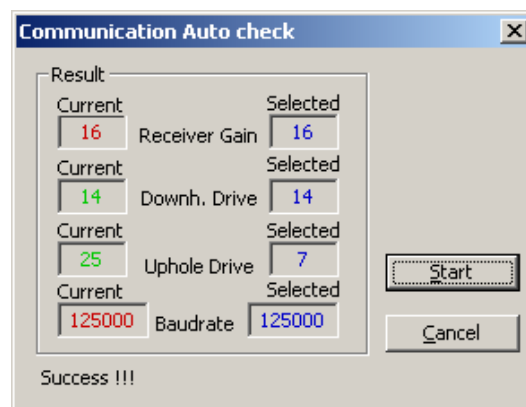 Communication Auto check
Result
Current Selected
16 Receiver Gain 16
Current Selected
14 Downh. Drive 14
Current Selected
25 Uphole Drive 7
Current Selected
125000 Baudrate 125000
Start
Cancel
Success !!!